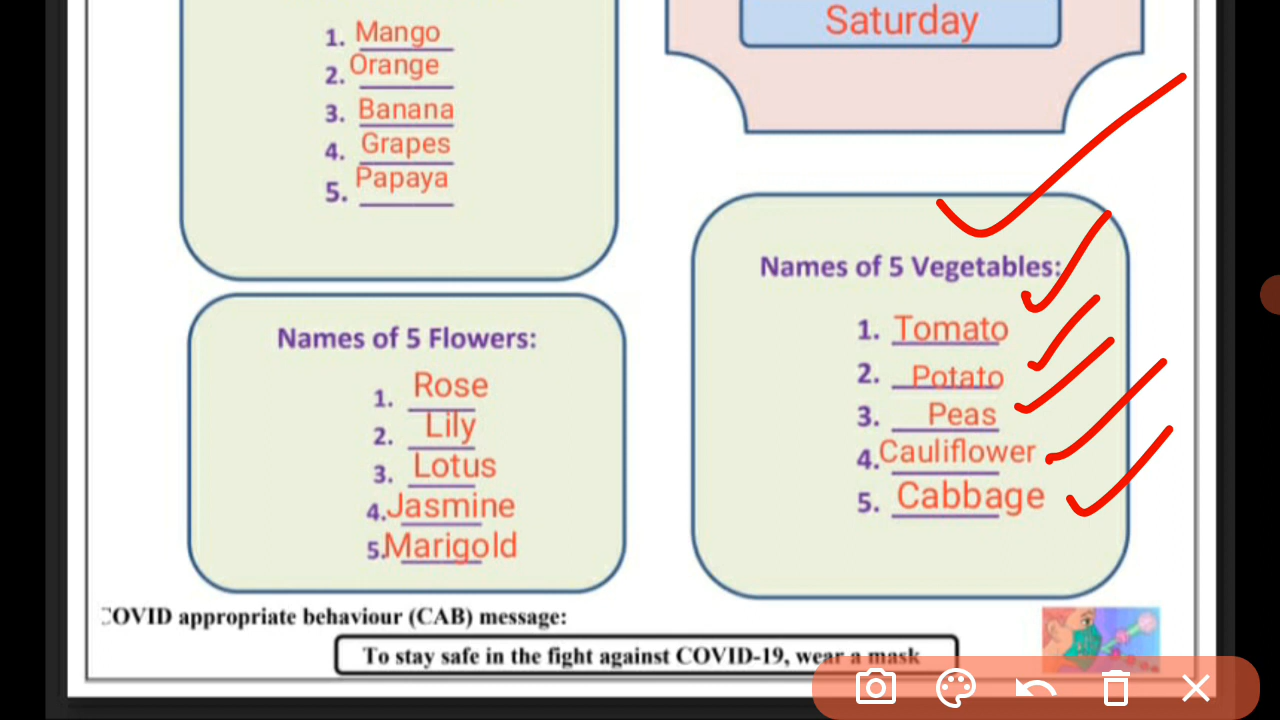 1. Mango
2. Orange
3. Banana
4. Grapes
5. Papaya
Saturday
Names of 5 Flowers:
1. Rose
2. Lily
3. Lotus
4. Jasmine
5. Marigold
Names of 5 Vegetables:
1. Tomato
2. Potato
3. Peas
4. Cauliflower
5. Cabbage
COVID appropriate behaviour (CAB) message:
To stay safe in the fight against COVID-19, wear a mask